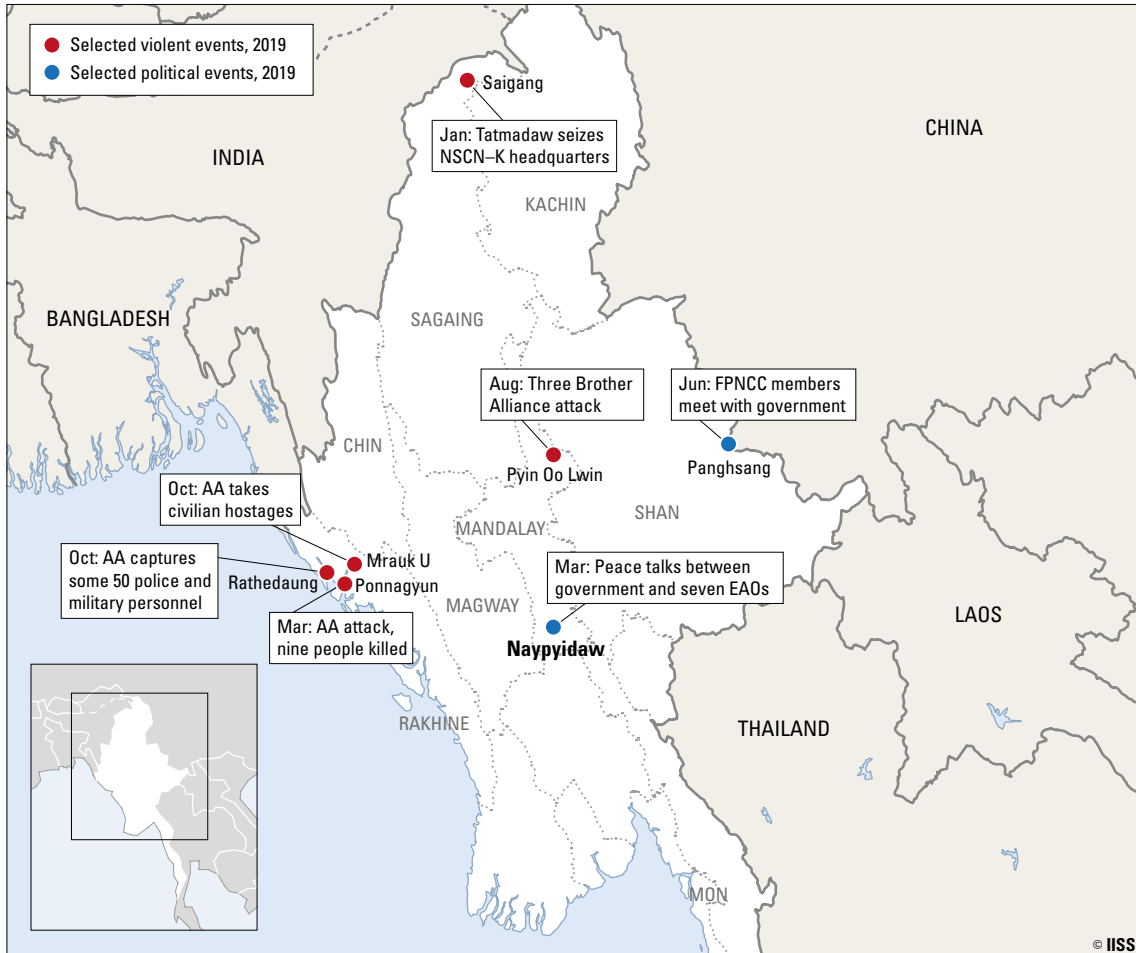 Selected violent events, 2019
Selected political events, 2019
Saigang
Jan: Tatmadaw seizes
NSCN–K headquarters
CHINA
INDIA
KACHIN
BANGLADESH
SAGAING
Aug: Three Brother
Alliance attack
Jun: FPNCC members
meet with government
CHIN
Pyin Oo Lwin
Panghsang
Oct: AA takes
civilian hostages
SHAN
MANDALAY
Oct: AA captures
some 50 police and
military personnel
Mrauk U
Rathedaung
Ponnagyun
Mar: Peace talks between
government and seven EAOs
MAGWAY
Mar: AA attack,
nine people killed
LAOS
Naypyidaw
RAKHINE
THAILAND
MON
© IISS